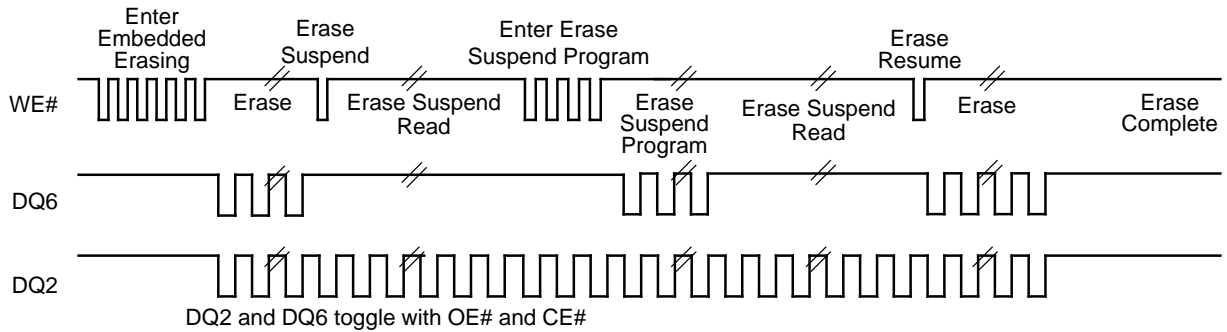 Enter
Embedded
Erasing
Erase
Suspend
Enter Erase
Suspend Program
Erase
Resume
WE#
Erase
Erase Suspend
Read
Erase
Suspend
Program
Erase Suspend
Read
Erase
Erase
Complete
DQ6
DQ2
DQ2 and DQ6 toggle with OE# and CE#